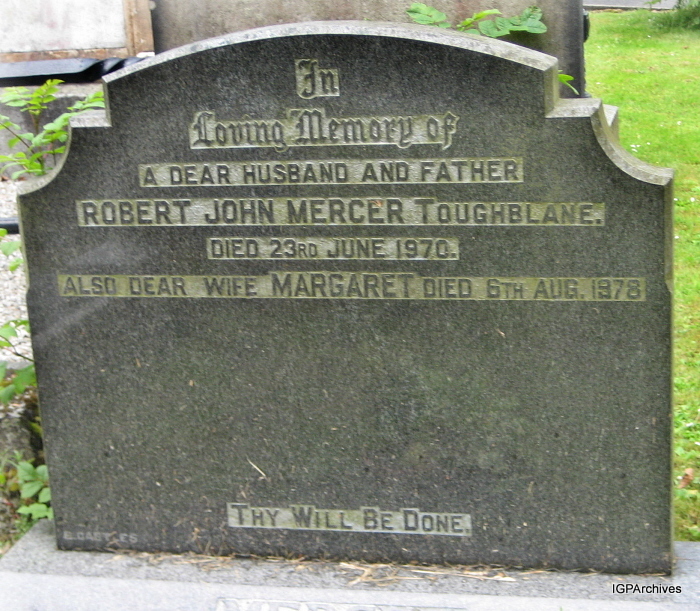 In
Loving Memory of
A DEAR HUSBAND AND FATHER
ROBERT JOHN MERCER TOUGHBLANE.
DIED 23RD JUNE 1970.
ALSO DEAR WIFE MARGARET DIED 6TH AUG. 1978
THY WILL BE DONE.
IGPArchives